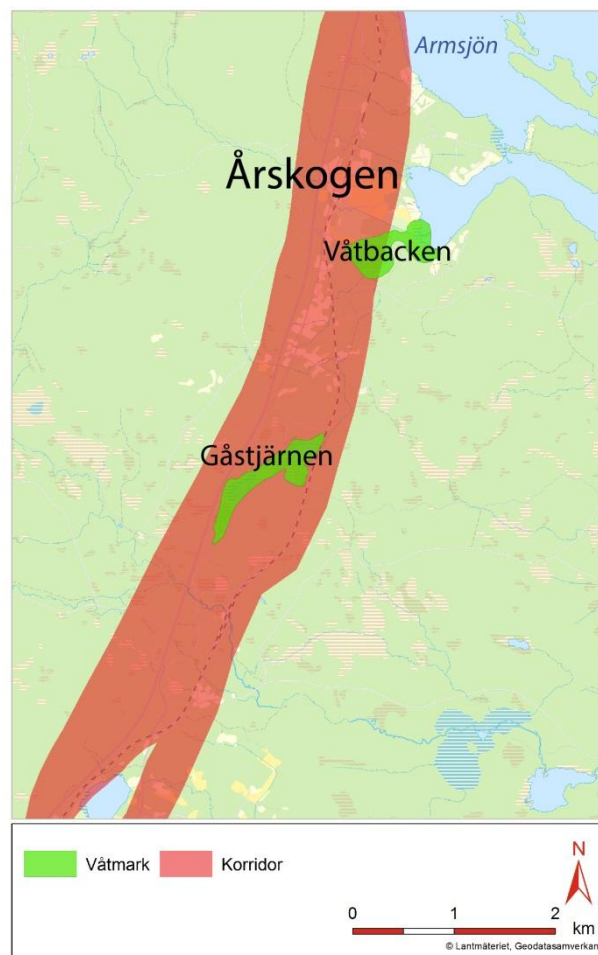 Armsjön
Årskogen
Våtbacken
Gåstjärnen
Våtmark
Korridor
N
0 1 2
km
© Lantmäteriet, Geodatasamverkan